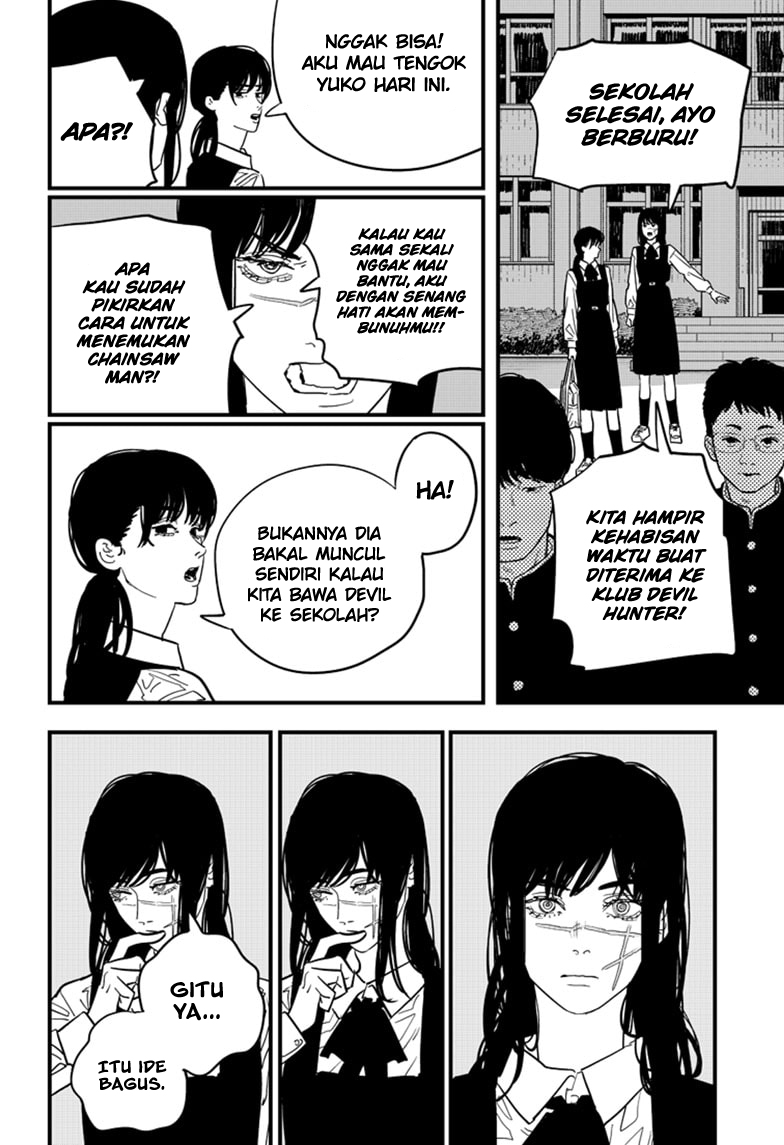 SEKOLAH
SELESAI, AYO
BERBURU!
KITA HAMPIR
KEHABISAN
WAKTU BUAT
DITERIMA KE
KLUB DEVIL
HUNTER!
NGGAK BISA!
AKU MAU TENGOK
YUKO HARI INI.
APA?!
KALAU KAU
SAMA SEKALI
NGGAK MAU
BANTU, AKU
DENGAN SENANG
HATI AKAN MEM-
BUNUHMU!!
APA
KAU SUDAH
PIKIRKAN
CARA UNTUK
MENEMUKAN
CHAINSAW
MAN?!
HA!
BUKANNYA DIA
BAKAL MUNCUL
SENDIRI KALAU
KITA BAWA DEVIL
KE SEKOLAH?
GITU
YA...
ITU IDE
BAGUS.